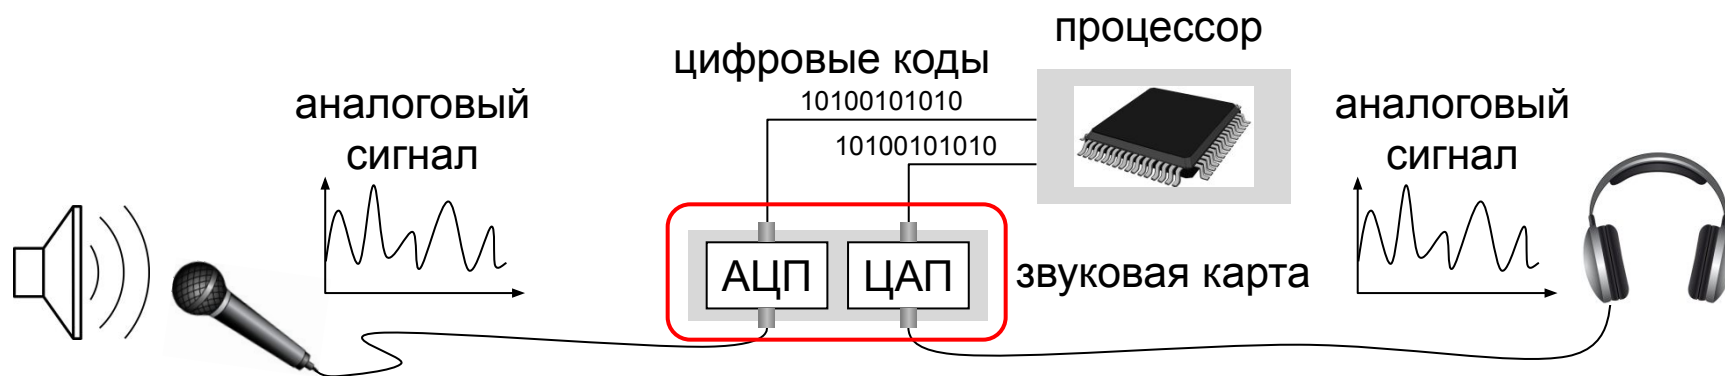 процессор
цифровые коды
10100101010
10100101010
аналоговый
сигнал
аналоговый
сигнал
АЦП
ЦАП
звуковая карта